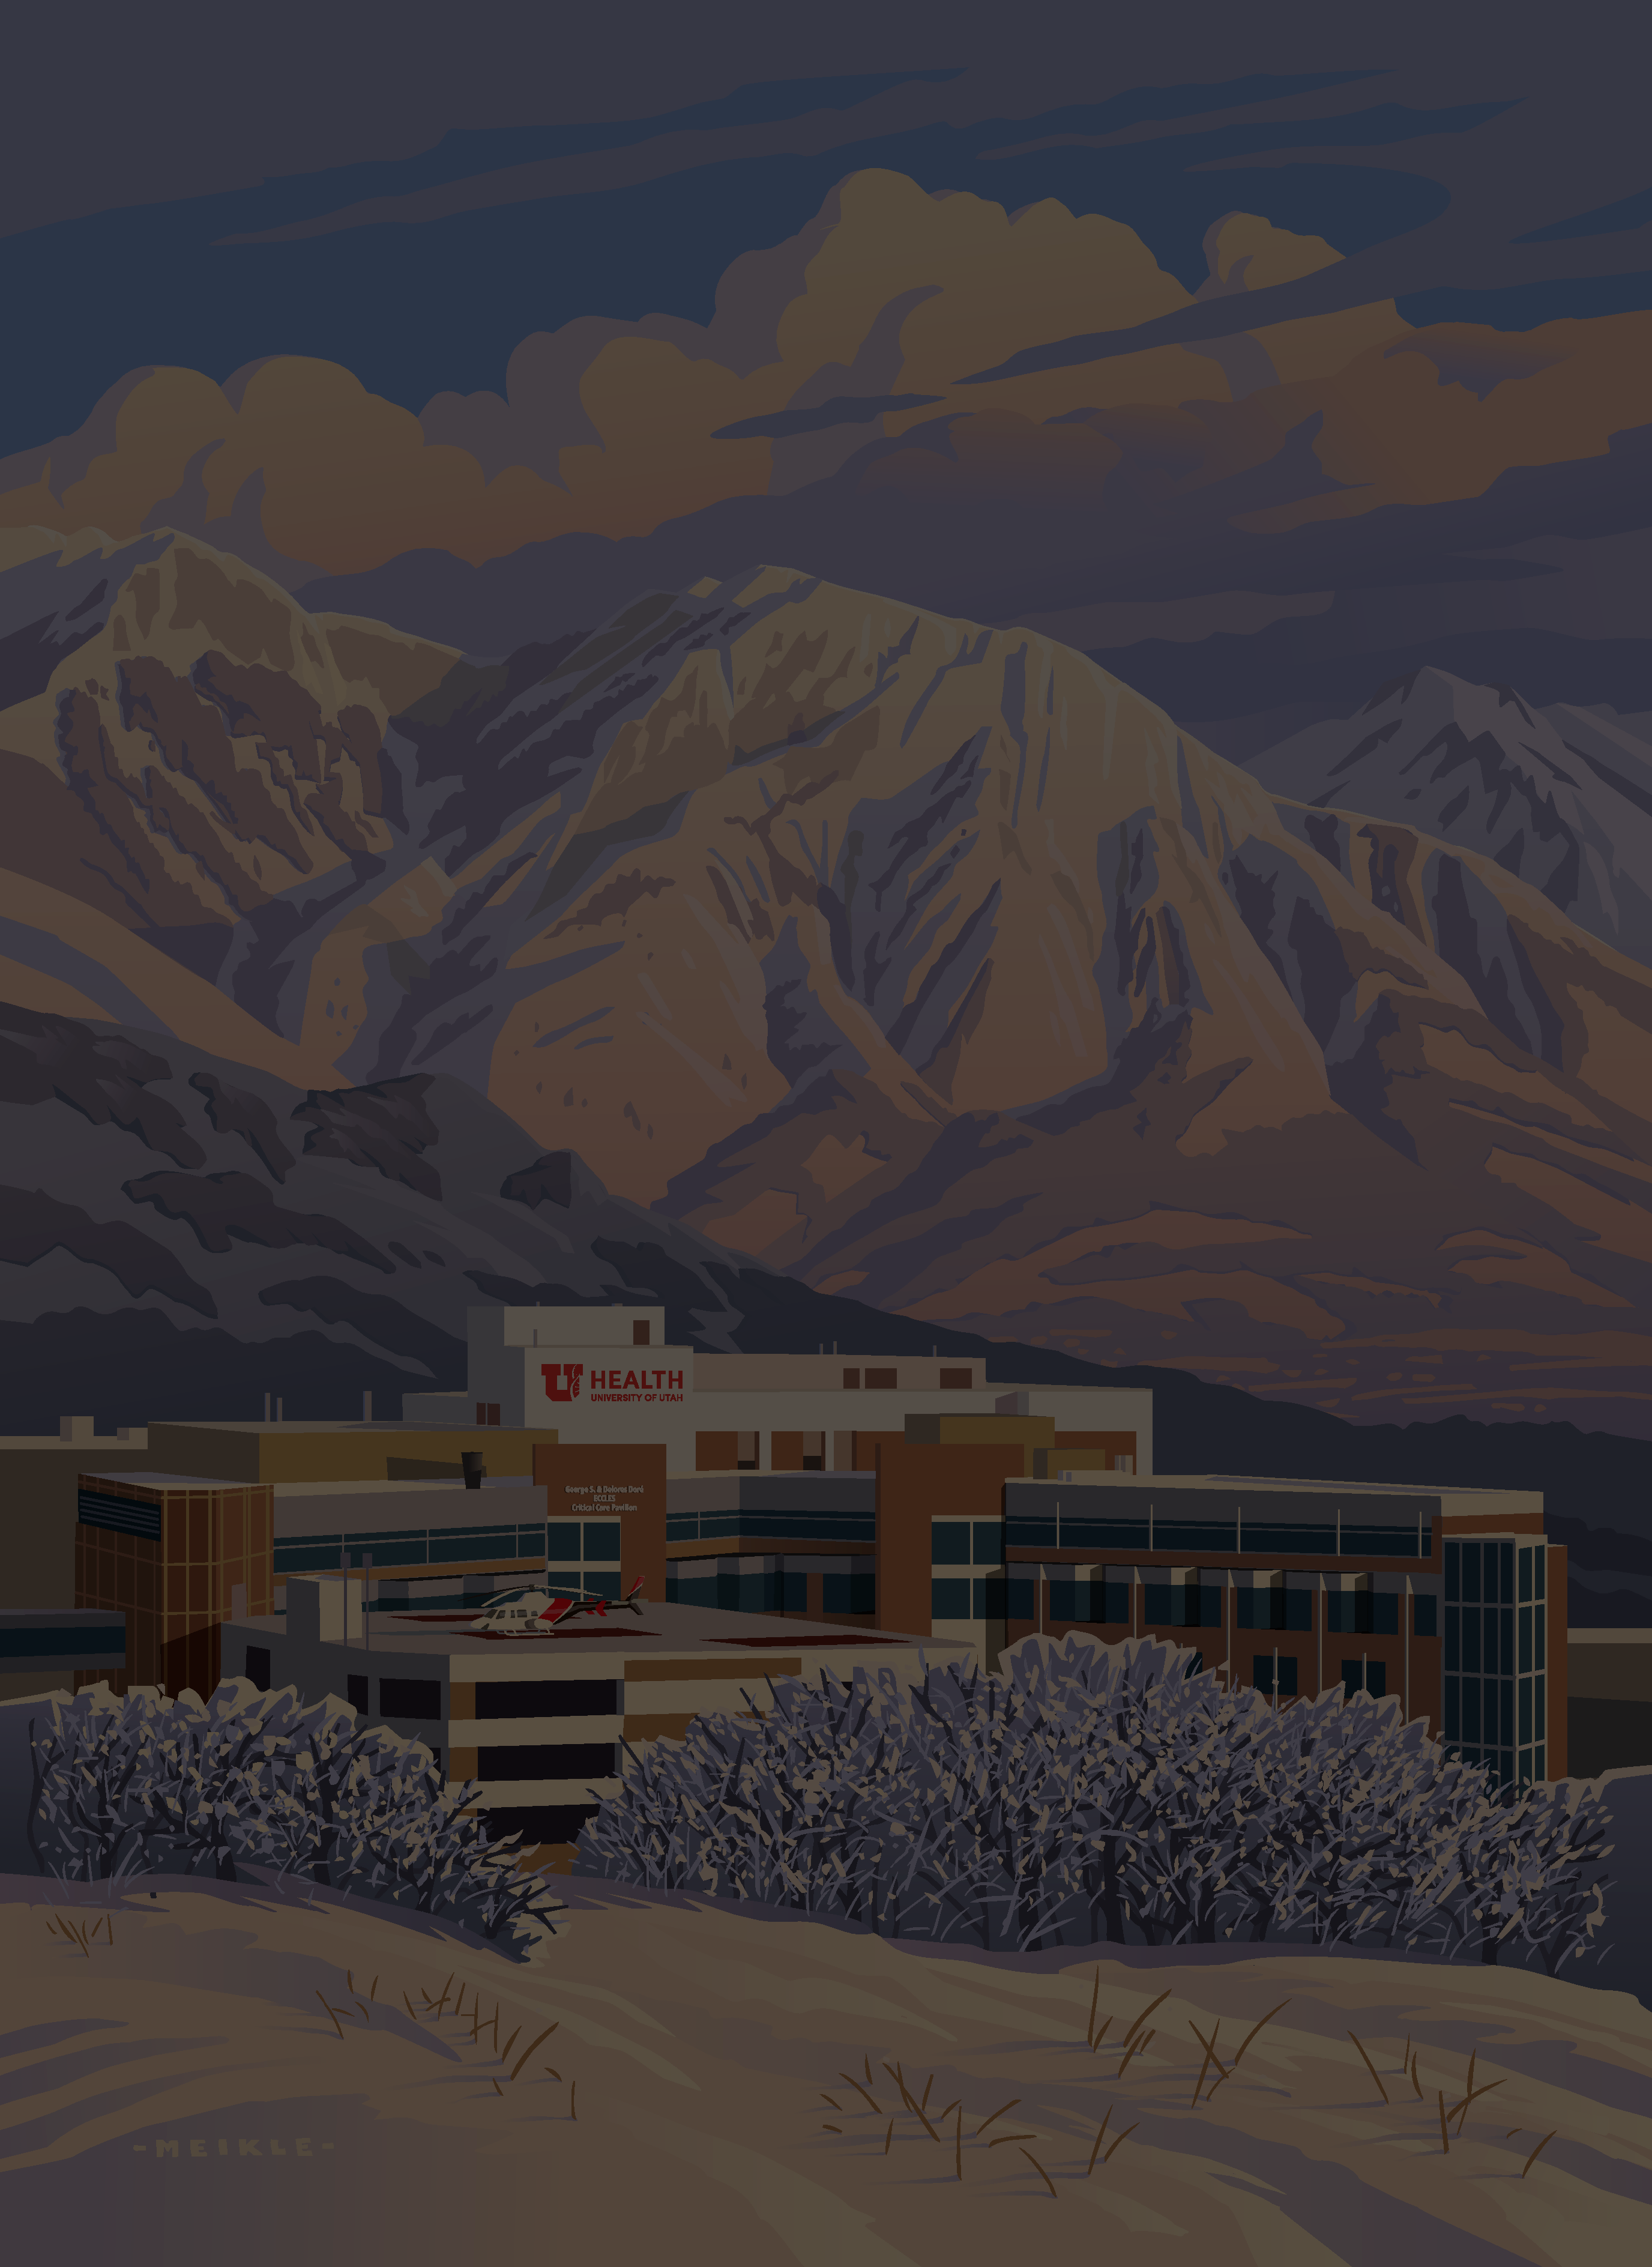 U HEALTH
UNIVERSITY OF UTAH
George S. & Dolores Doré
ECCLES
Critical Care Pavilion
-MEIKLE-